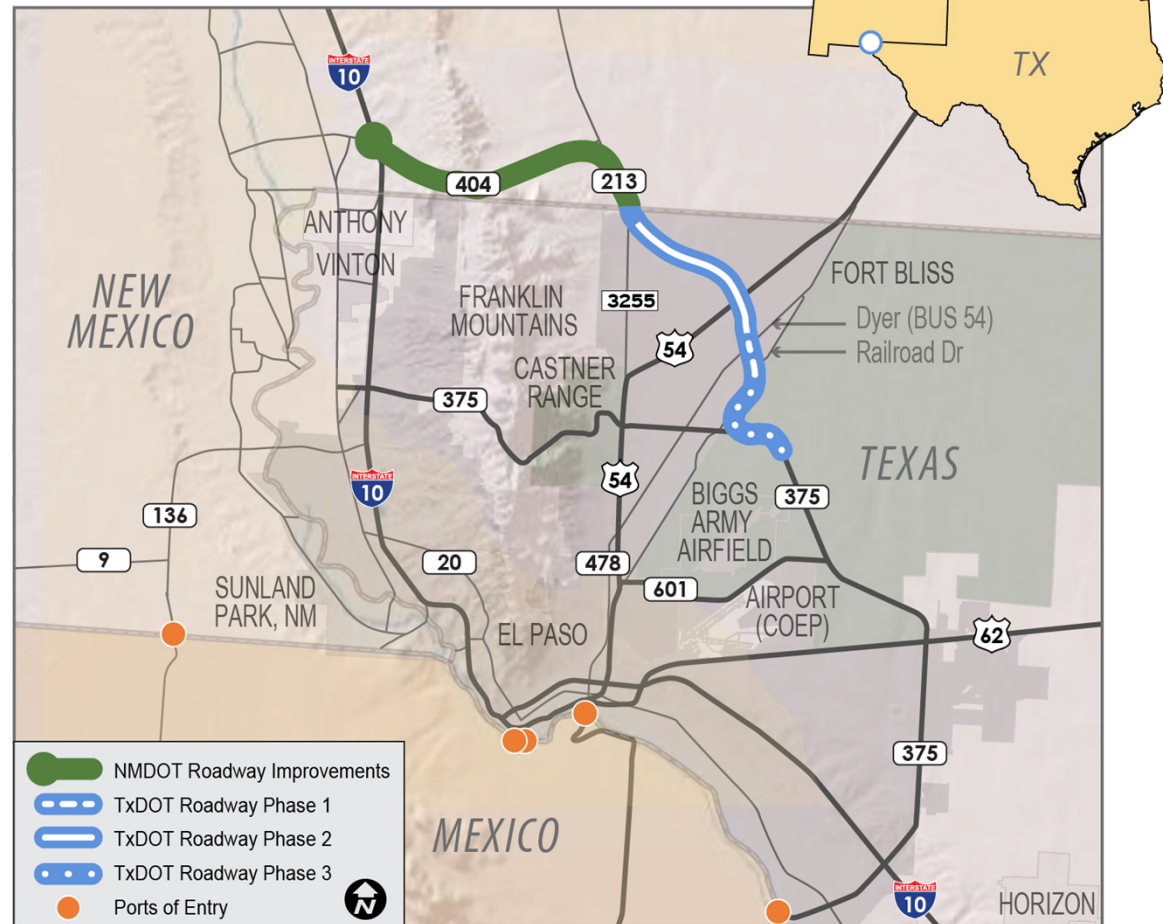 TX
INTERSTATE
10
404
213
ANTHONY
VINTON
NEW
MEXICO
FRANKLIN
MOUNTAINS
3255
FORT BLISS
Dyer (BUS 54)
Railroad Dr
54
CASTNER
RANGE
375
TEXAS
54
INTERSTATE
10
375
BIGGS
ARMY
AIRFIELD
136
9
20
478
601
SUNLAND
PARK, NM
EL PASO
AIRPORT
(COEP)
62
375
MEXICO
INTERSTATE
10
HORIZON
NMDOT Roadway Improvements
TxDOT Roadway Phase 1
TxDOT Roadway Phase 2
TxDOT Roadway Phase 3
Ports of Entry
N